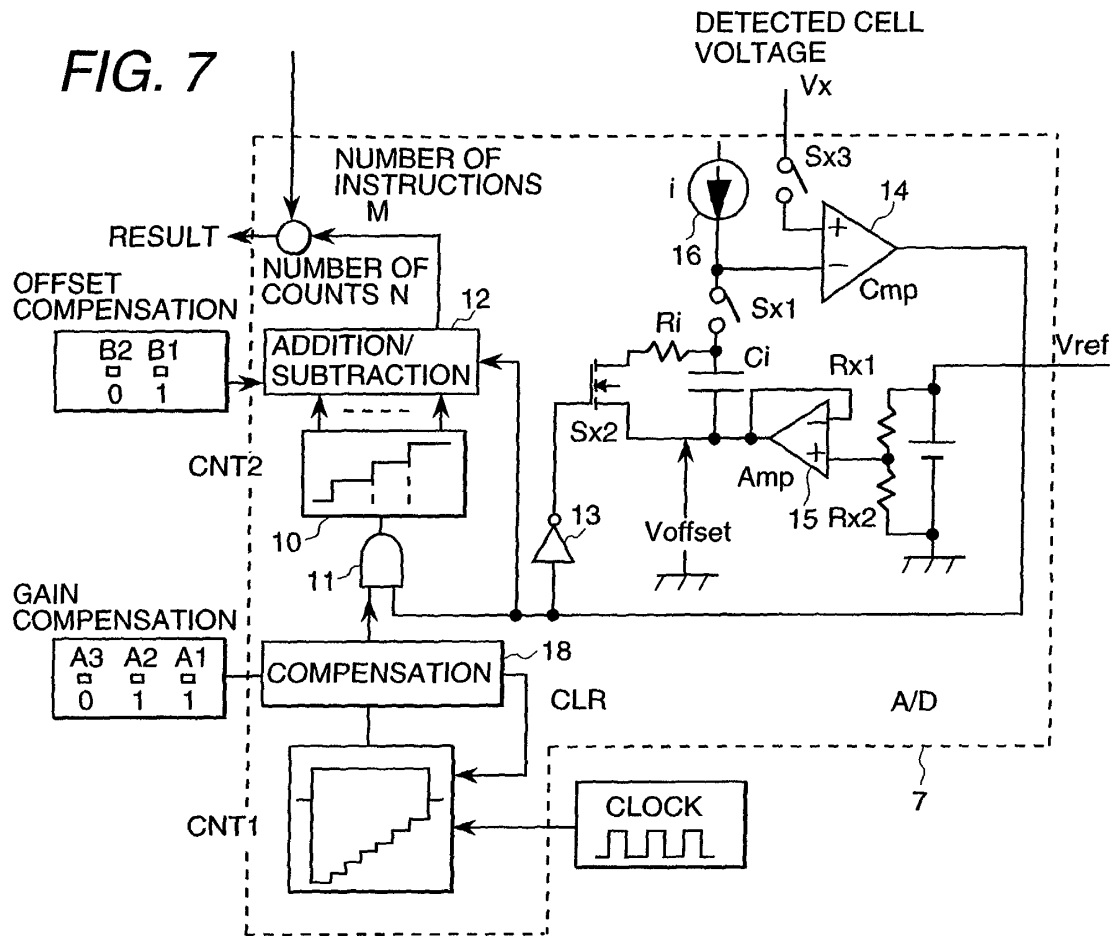 FIG. 7
DETECTED CELL
VOLTAGE
Vx
NUMBER OF
INSTRUCTIONS
M
RESULT
NUMBER OF
COUNTS N
i
16
Sx3
14
+
−
Cmp
Sx1
OFFSET
COMPENSATION
B2 B1
0 1
12
ADDITION/
SUBTRACTION
Ri
Ci
Sx2
Rx1
Vref
−
+
Amp
15
Rx2
CNT2
10
11
13
Voffset
GAIN
COMPENSATION
A3 A2 A1
0 1 1
COMPENSATION
18
CLR
A/D
7
CNT1
CLOCK